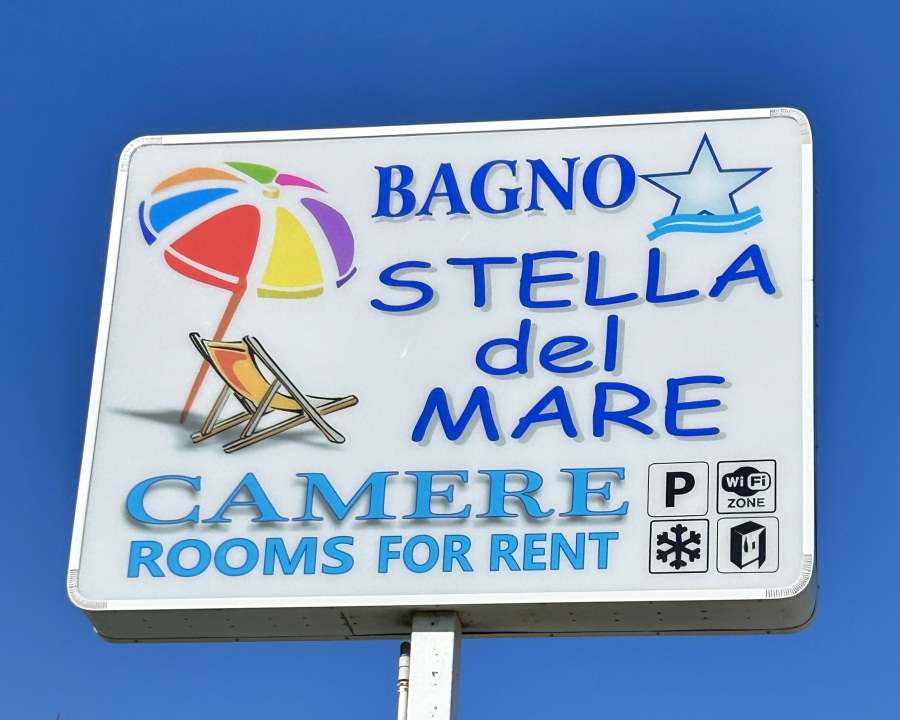 BAGNO
STELLA
del
MARE
CAMERE
ROOMS FOR RENT
P
WiFi
ZONE